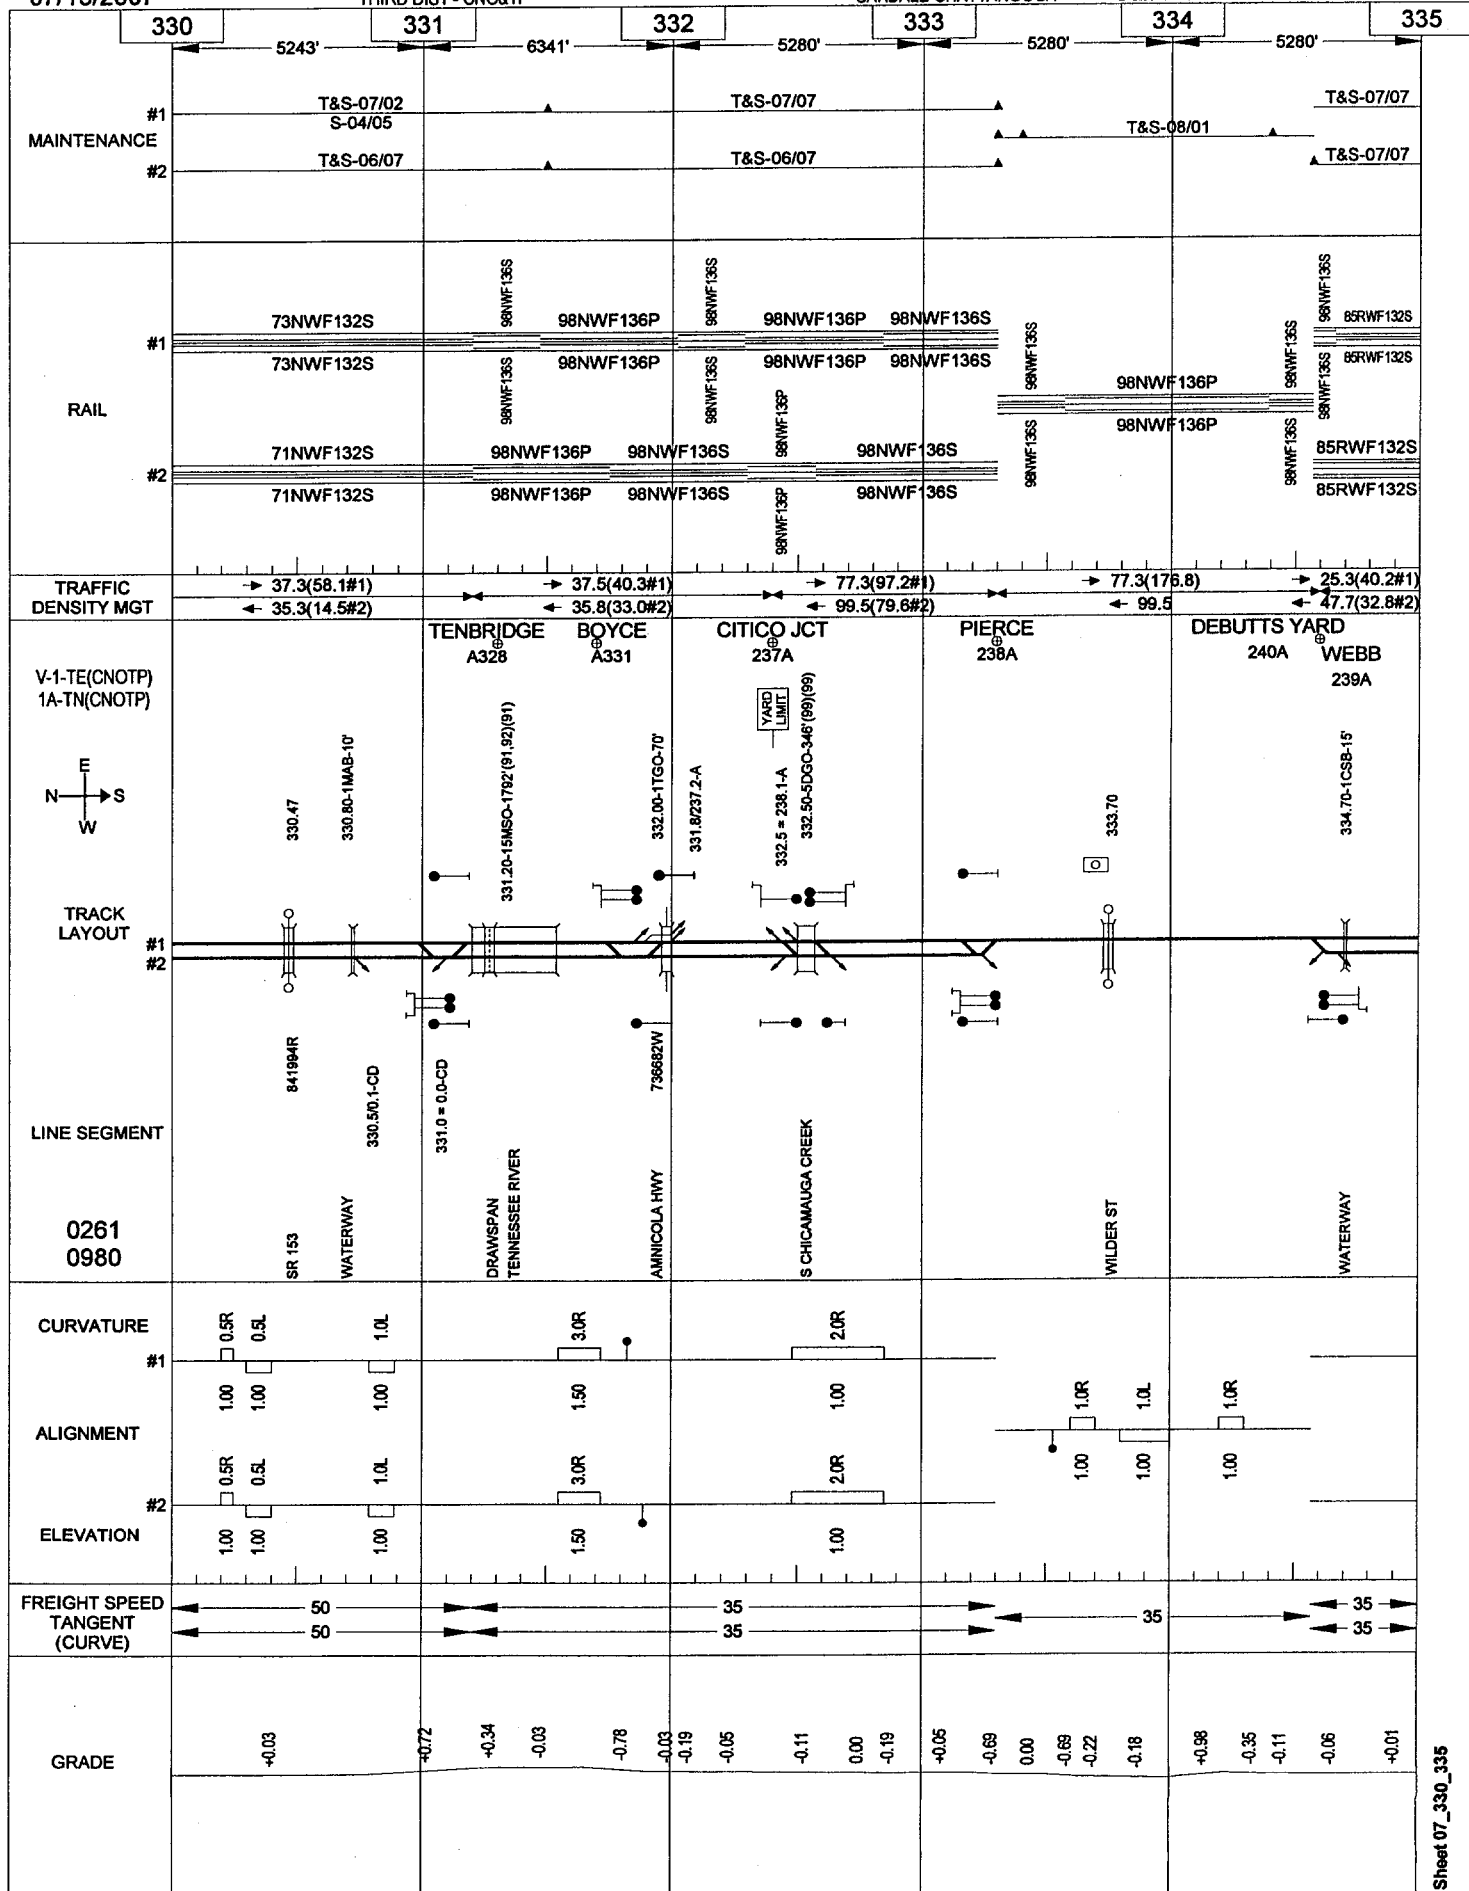 330 331 332 333 334 335
5243' 6341' 5280' 5280' 5280'
MAINTENANCE
#1
T&S-07/02 T&S-07/07 T&S-07/07
S-04/05 T&S-08/01
#2
T&S-06/07 T&S-06/07 T&S-07/07
RAIL
98NWF136S 98NWF136S 98NWF136S
73NWF132S 98NWF136P 98NWF136P 98NWF136S 85RWF132S
#1
98NWF136S 98NWF136S
73NWF132S 98NWF136P 98NWF136P 98NWF136S 85RWF132S
98NWF136S 98NWF136S 98NWF136P 98NWF136S
98NWF136P
98NWF136P
71NWF132S 98NWF136P 98NWF136S 98NWF136S 85RWF132S
#2
98NWF136S 98NWF136S
71NWF132S 98NWF136P 98NWF136S 98NWF136S 85RWF132S
98NWF136P
TRAFFIC
DENSITY MGT
37.3(58.1#1) 37.5(40.3#1) 77.3(97.2#1) 77.3(176.8) 25.3(40.2#1)
35.3(14.5#2) 35.8(33.0#2) 99.5(79.6#2) 99.5 47.7(32.8#2)
TENBRIDGE BOYCE CITICO JCT PIERCE DEBUTTS YARD
A328 A331 237A 238A 240A WEBB
239A
V-1-TE(CNOTP)
1A-TN(CNOTP)
YARD
LIMIT
E
N S
W
330.47
330.80-1MAB-10'
331.20-15MSO-1792'(91,92)(91)
332.00-1TGO-70'
331.8/237.2-A
332.5 = 238.1-A
332.50-5DGO-346'(99)(99)
333.70
334.70-1CSB-15'
TRACK
LAYOUT
#1
#2
841994R
330.5/0.1-CD
331.0 = 0.0-CD
736682W
LINE SEGMENT
0261
0980
SR 153
WATERWAY
DRAWSPAN
TENNESSEE RIVER
AMNICOLA HWY
S CHICAMAUGA CREEK
WILDER ST
WATERWAY
CURVATURE
0.5R 0.5L 1.0L 3.0R 2.0R
#1
1.00 1.00 1.00 1.50 1.00
1.0R 1.0L 1.0R
ALIGNMENT
1.00 1.00 1.00
0.5R 0.5L 1.0L 3.0R 2.0R
#2
ELEVATION
1.00 1.00 1.00 1.50 1.00
FREIGHT SPEED
TANGENT
(CURVE)
50 35 35 35
50 35 35
GRADE
+0.03 +0.72 +0.34 -0.03 -0.78 -0.03 -0.19 -0.05 -0.11 0.00 -0.19 +0.05 -0.69 0.00 -0.69 -0.22 -0.18 +0.98 -0.35 -0.11 -0.06 +0.01
Sheet 07_330_335